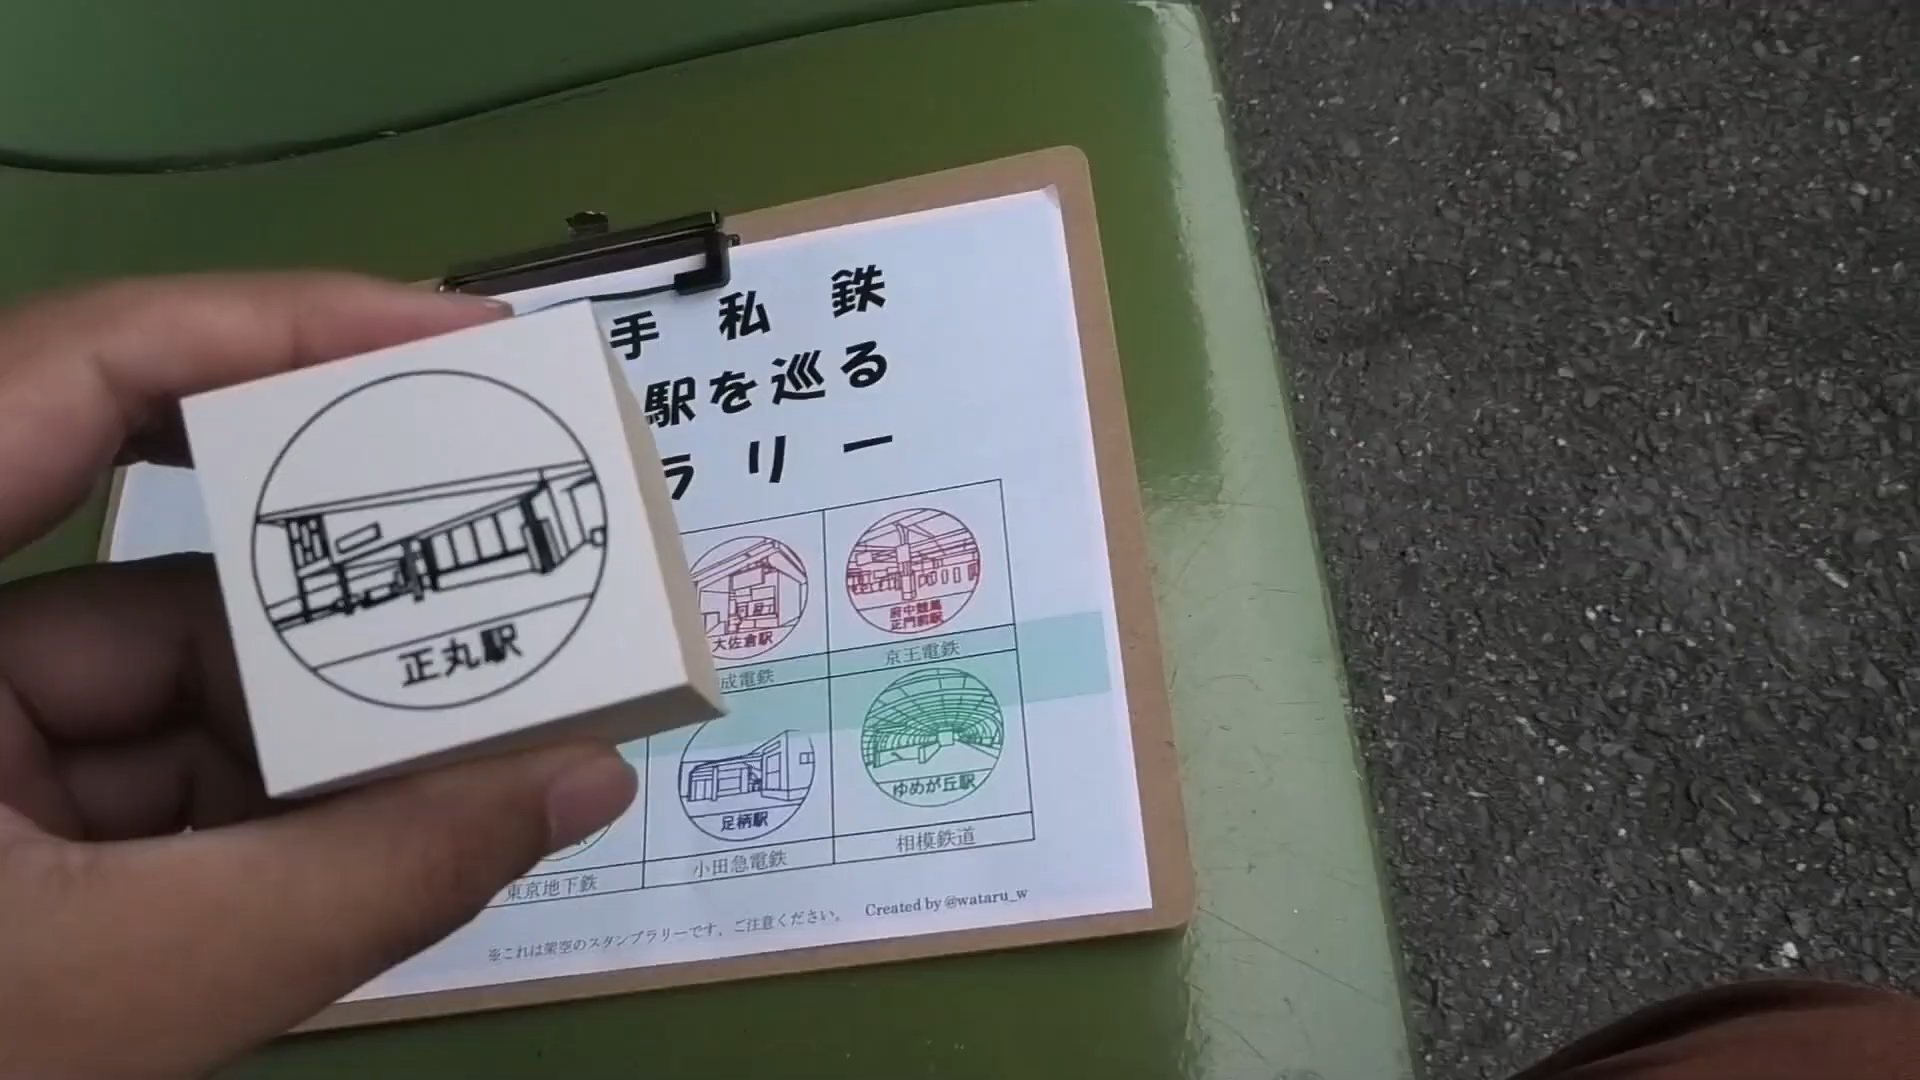 手 私 鉄
駅を巡る
ラ リ ー
正丸駅
大佐倉駅
府中競馬
正門前駅
成電鉄
京王電鉄
足柄駅
ゆめが丘駅
東京地下鉄
小田急電鉄
相模鉄道
※これは架空のスタンプラリーです、ご注意ください。 Created by @wataru_w